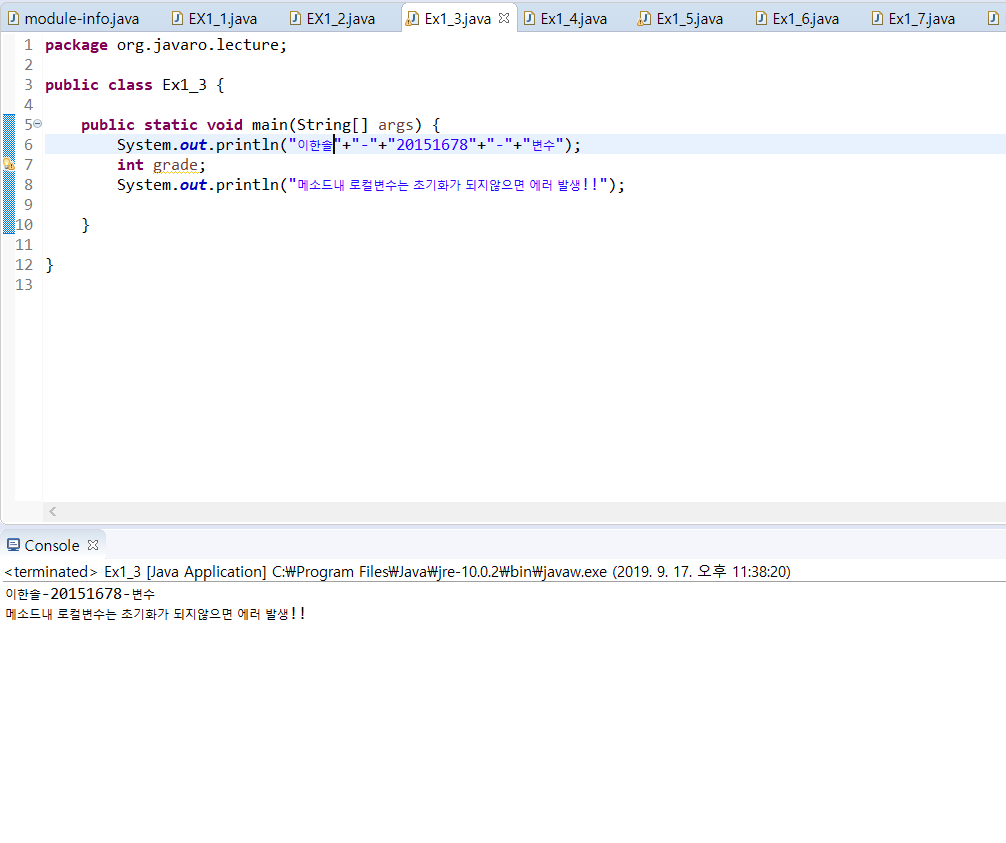 module-info.java EX1_1.java EX1_2.java Ex1_3.java Ex1_4.java Ex1_5.java Ex1_6.java Ex1_7.java
1 package org.javaro.lecture;
2
3 public class Ex1_3 {
4
5 public static void main(String[] args) {
6 System.out.println("이한솔"+"-"+"20151678"+"-"+"변수");
7 int grade;
8 System.out.println("메소드내 로컬변수는 초기화가 되지않으면 에러 발생!!");
9
10 }
11
12 }
13
Console
<terminated> Ex1_3 [Java Application] C:₩Program Files₩Java₩jre-10.0.2₩bin₩javaw.exe (2019. 9. 17. 오후 11:38:20)
이한솔-20151678-변수
메소드내 로컬변수는 초기화가 되지않으면 에러 발생!!